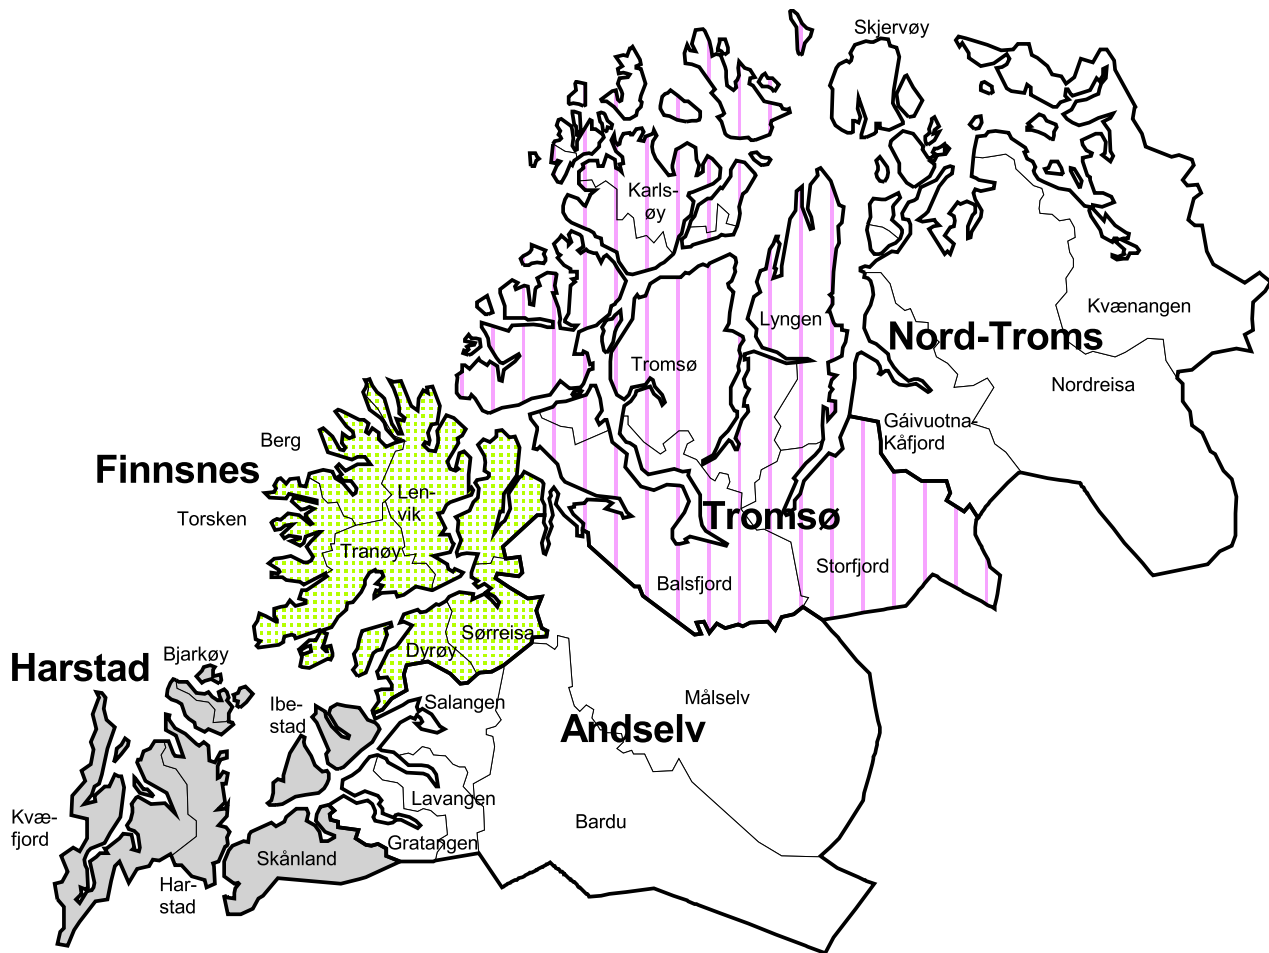 Skjervøy
Karls-
øy
Kvænangen
Lyngen
Nord-Troms
Tromsø
Nordreisa
Gáivuotna-
Kåfjord
Berg
Finnsnes
Len-
vik
Torsken
Tromsø
Tranøy
Storfjord
Balsfjord
Sørreisa
Dyrøy
Bjarkøy
Harstad
Ibe-
stad
Salangen
Målselv
Andselv
Lavangen
Kvæ-
fjord
Bardu
Gratangen
Skånland
Har-
stad